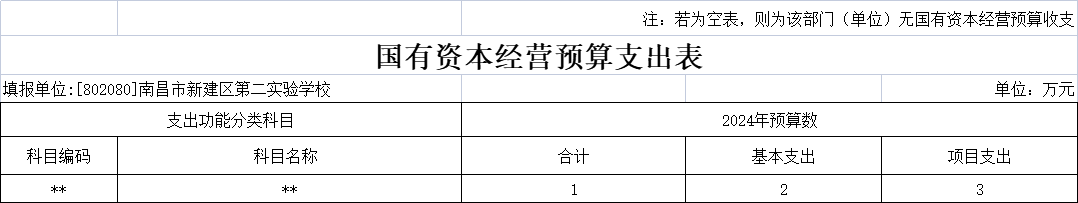 注：若为空表，则为该部门（单位）无国有资本经营预算收支
国有资本经营预算支出表
填报单位:[802080]南昌市新建区第二实验学校 单位：万元
支出功能分类科目 2024年预算数
科目编码 科目名称 合计 基本支出 项目支出
** ** 1 2 3